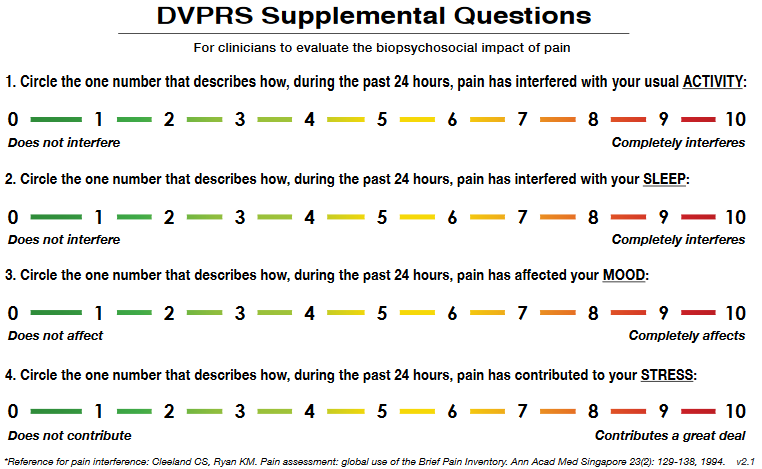 DVPRS Supplemental Questions
For clinicians to evaluate the biopsychosocial impact of pain
1. Circle the one number that describes how, during the past 24 hours, pain has interfered with your usual ACTIVITY:
0 1 2 3 4 5 6 7 8 9 10
Does not interfere Completely interferes
2. Circle the one number that describes how, during the past 24 hours, pain has interfered with your SLEEP:
0 1 2 3 4 5 6 7 8 9 10
Does not interfere Completely interferes
3. Circle the one number that describes how, during the past 24 hours, pain has affected your MOOD:
0 1 2 3 4 5 6 7 8 9 10
Does not affect Completely affects
4. Circle the one number that describes how, during the past 24 hours, pain has contributed to your STRESS:
0 1 2 3 4 5 6 7 8 9 10
Does not contribute Contributes a great deal
*Reference for pain interference: Cleeland CS, Ryan KM. Pain assessment: global use of the Brief Pain Inventory. Ann Acad Med Singapore 23(2): 129-138, 1994. v2.1